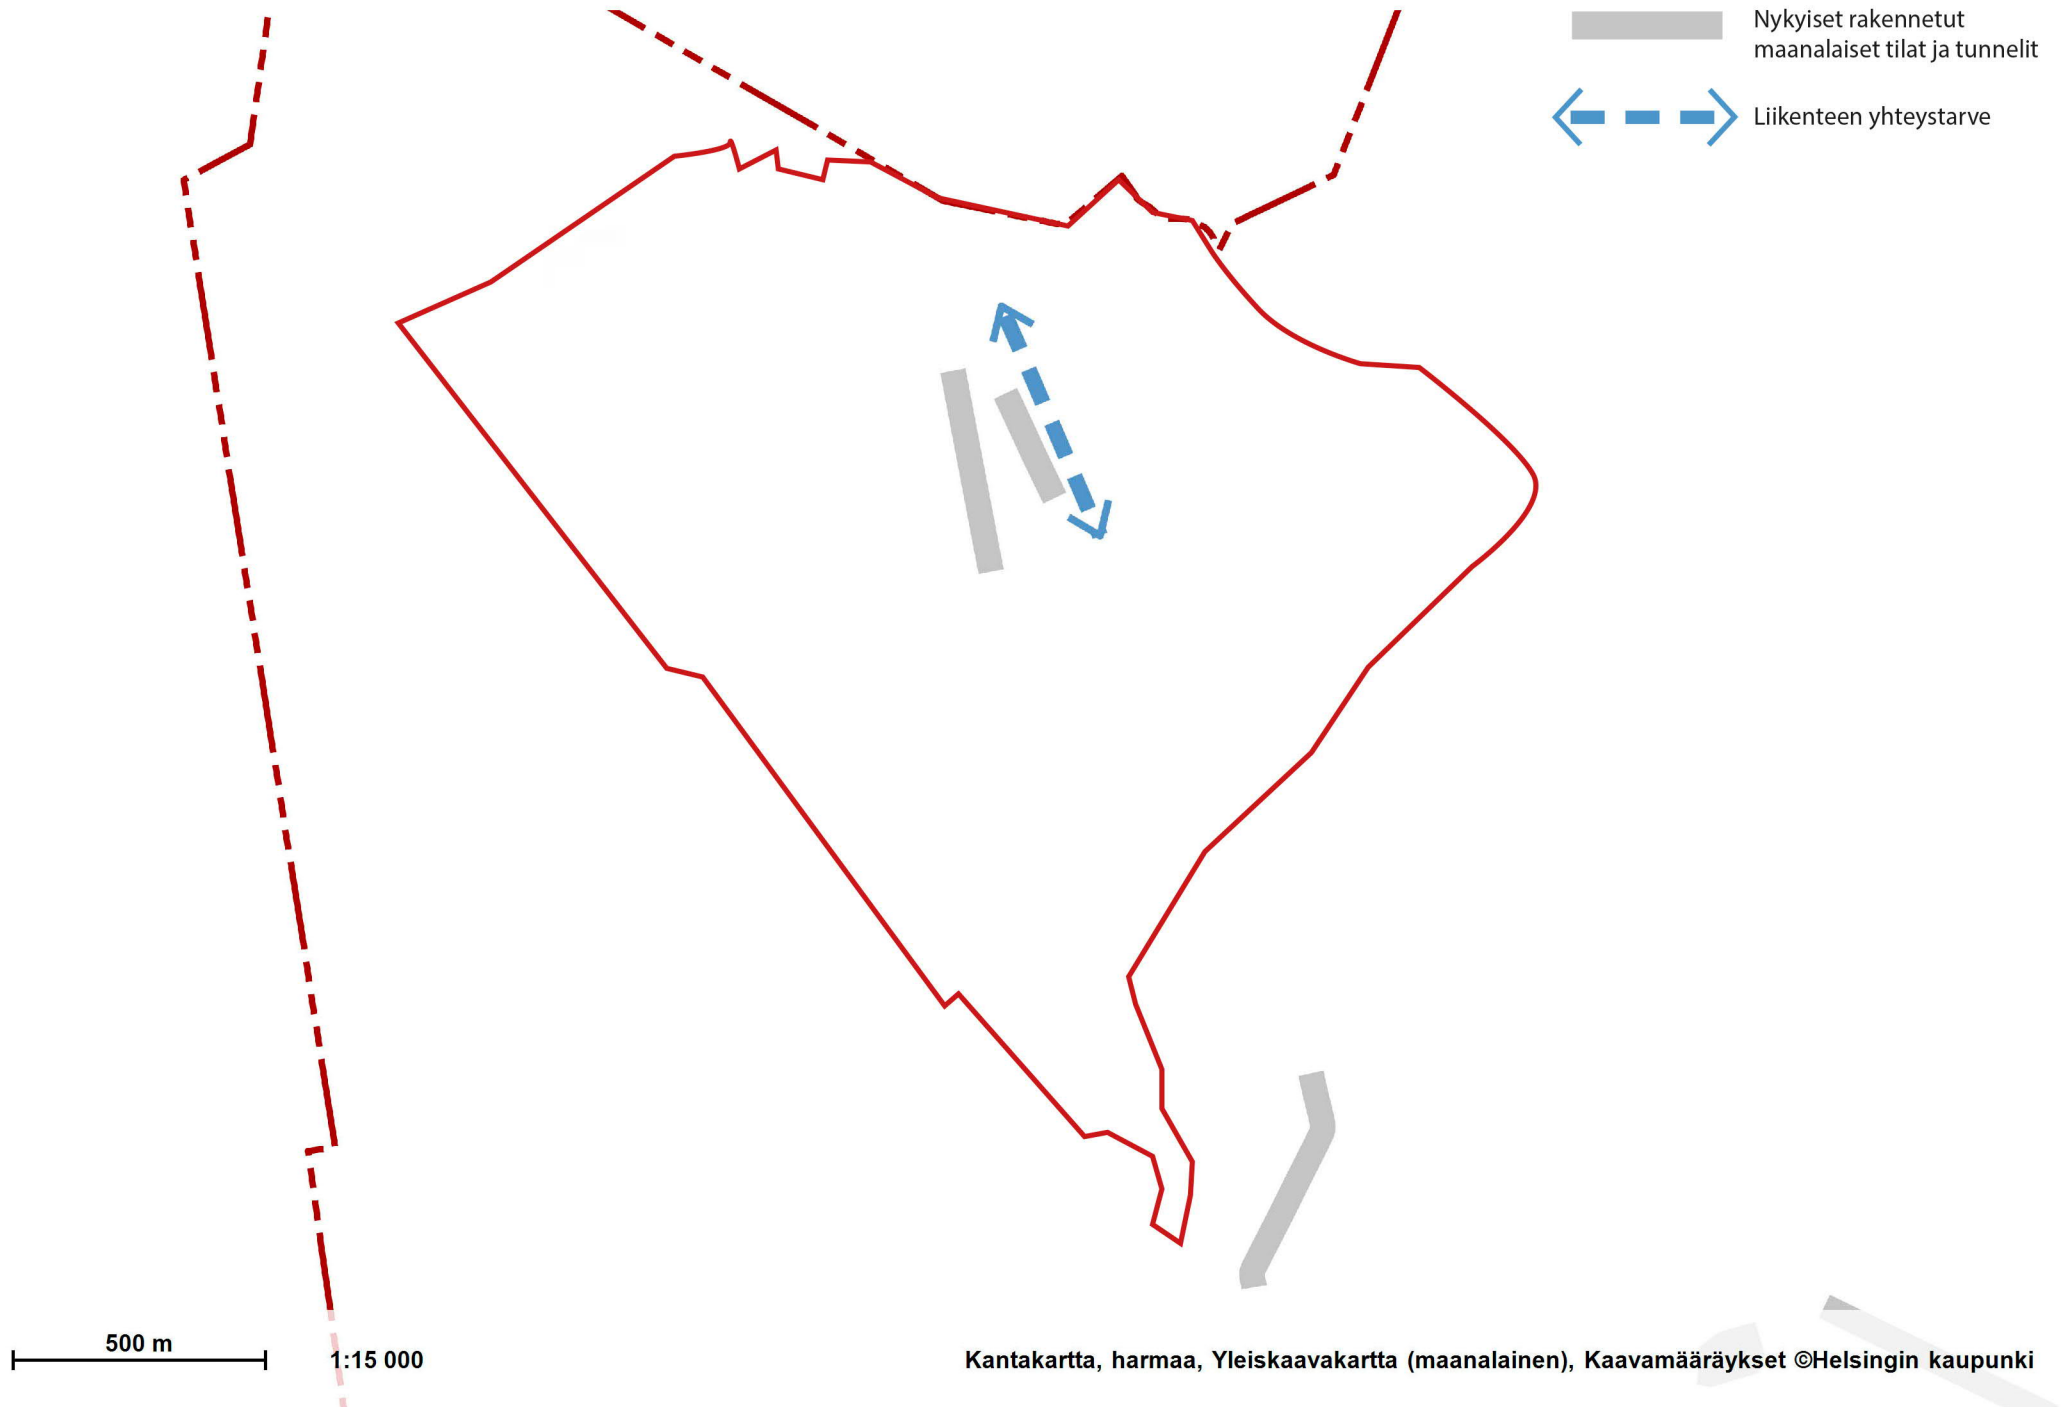 Nykyiset rakennetut
maanalaiset tilat ja tunnelit
Liikenteen yhteystarve
500 m
1:15 000
Kantakartta, harmaa, Yleiskaavakartta (maanalainen), Kaavamääräykset ©Helsingin kaupunki